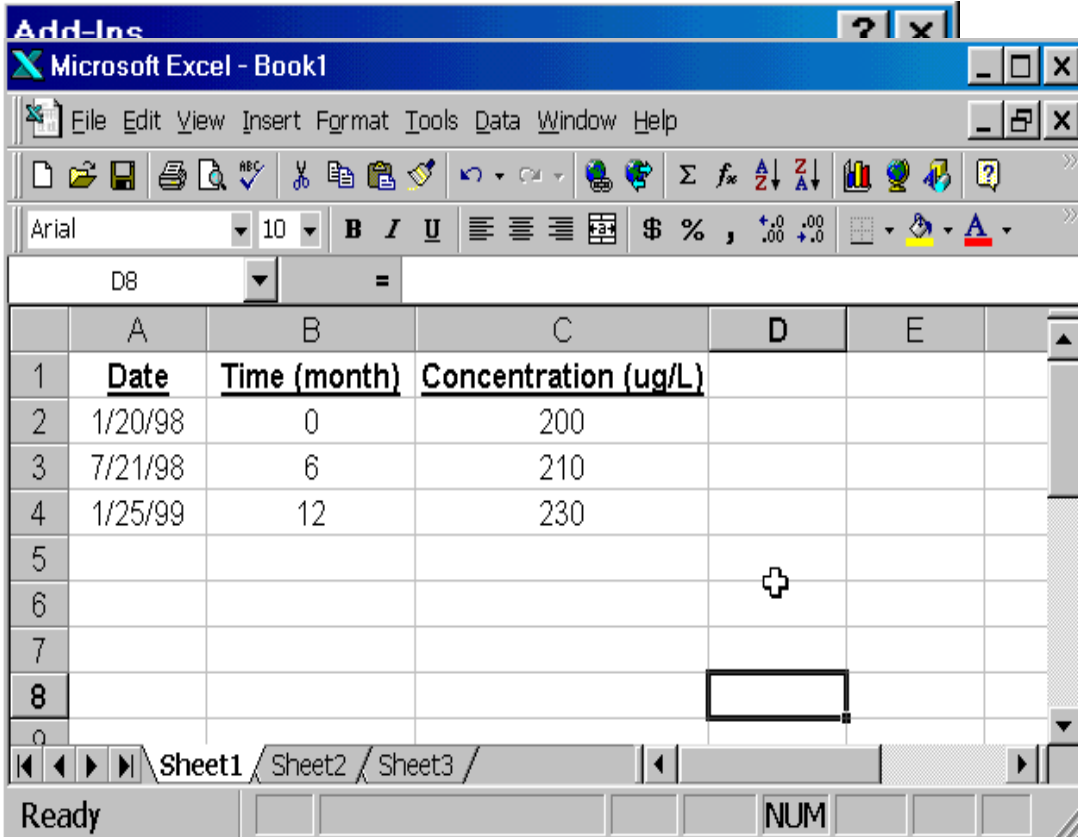 Add-Ins
Microsoft Excel - Book1
File Edit View Insert Format Tools Data Window Help
Arial 10 B I U $ % ,
D8 =
A B C D E
1 Date Time (month) Concentration (ug/L)
2 1/20/98 0 200
3 7/21/98 6 210
4 1/25/99 12 230
5
6
7
8
9
Sheet1 Sheet2 Sheet3
Ready NUM